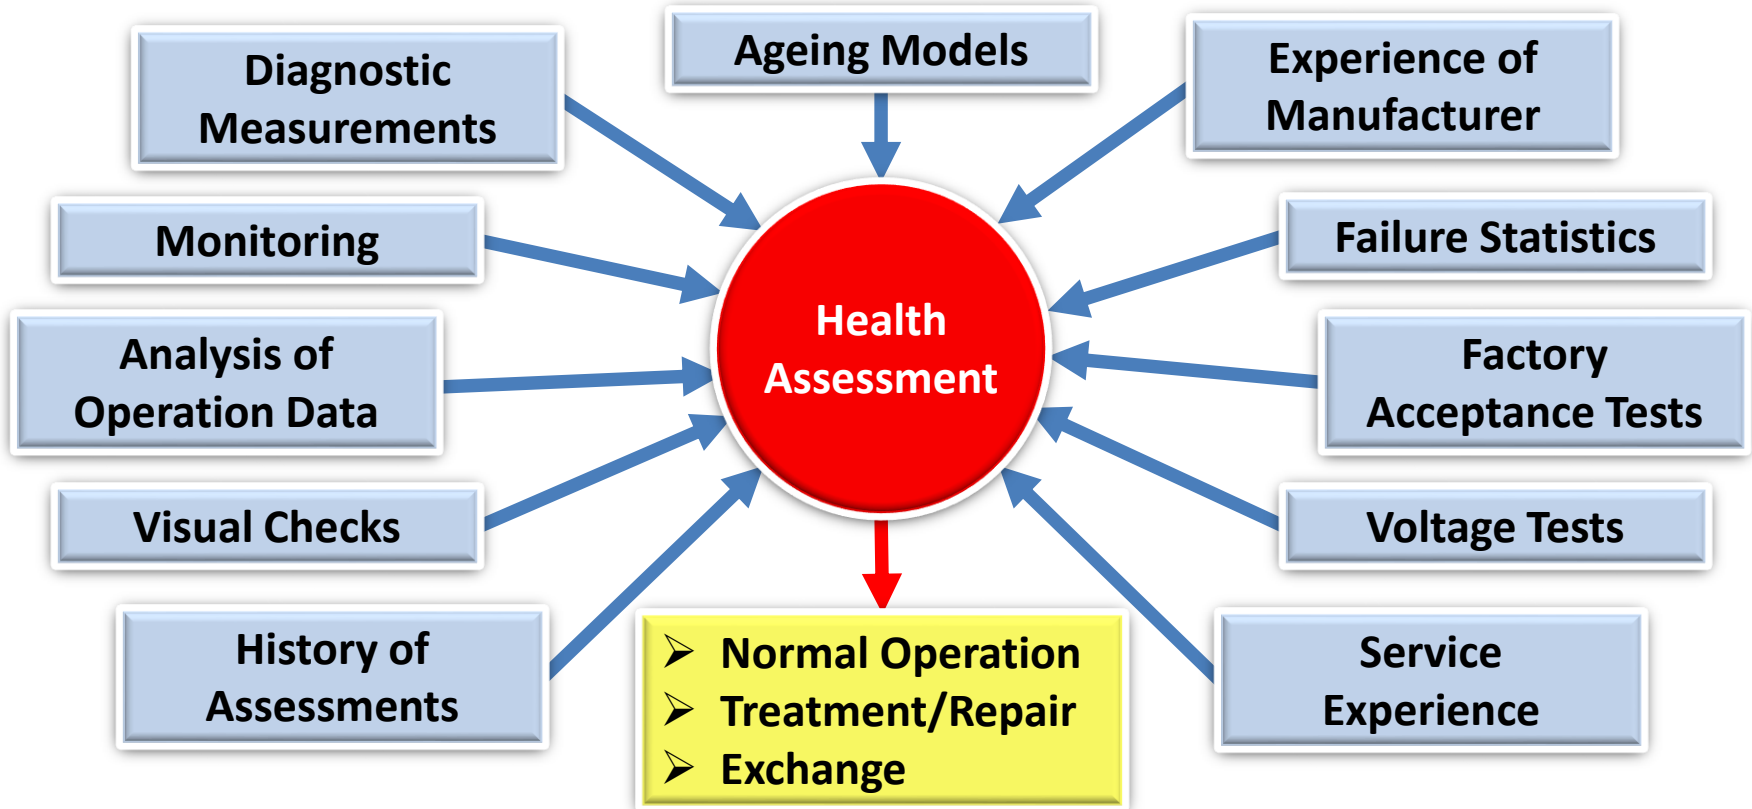 Ageing Models
Diagnostic
Measurements
Experience of
Manufacturer
Monitoring
Failure Statistics
Health
Assessment
Analysis of
Operation Data
Factory
Acceptance Tests
Visual Checks
Voltage Tests
History of
Assessments
➢ Normal Operation
➢ Treatment/Repair
➢ Exchange
Service
Experience